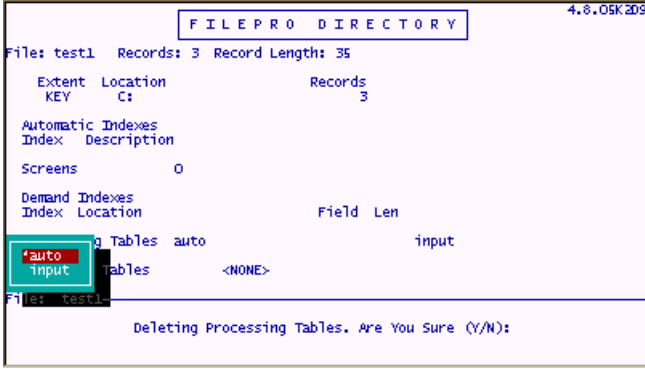 4.8.05K2D9
FILEPRO DIRECTORY
File: test1 Records: 3 Record Length: 35
Extent Location Records
KEY C: 3
Automatic Indexes
Index Description
Screens 0
Demand Indexes
Index Location Field Len
g Tables auto input
*auto
input Tables <NONE>
File: test1
Deleting Processing Tables. Are You Sure (Y/N):